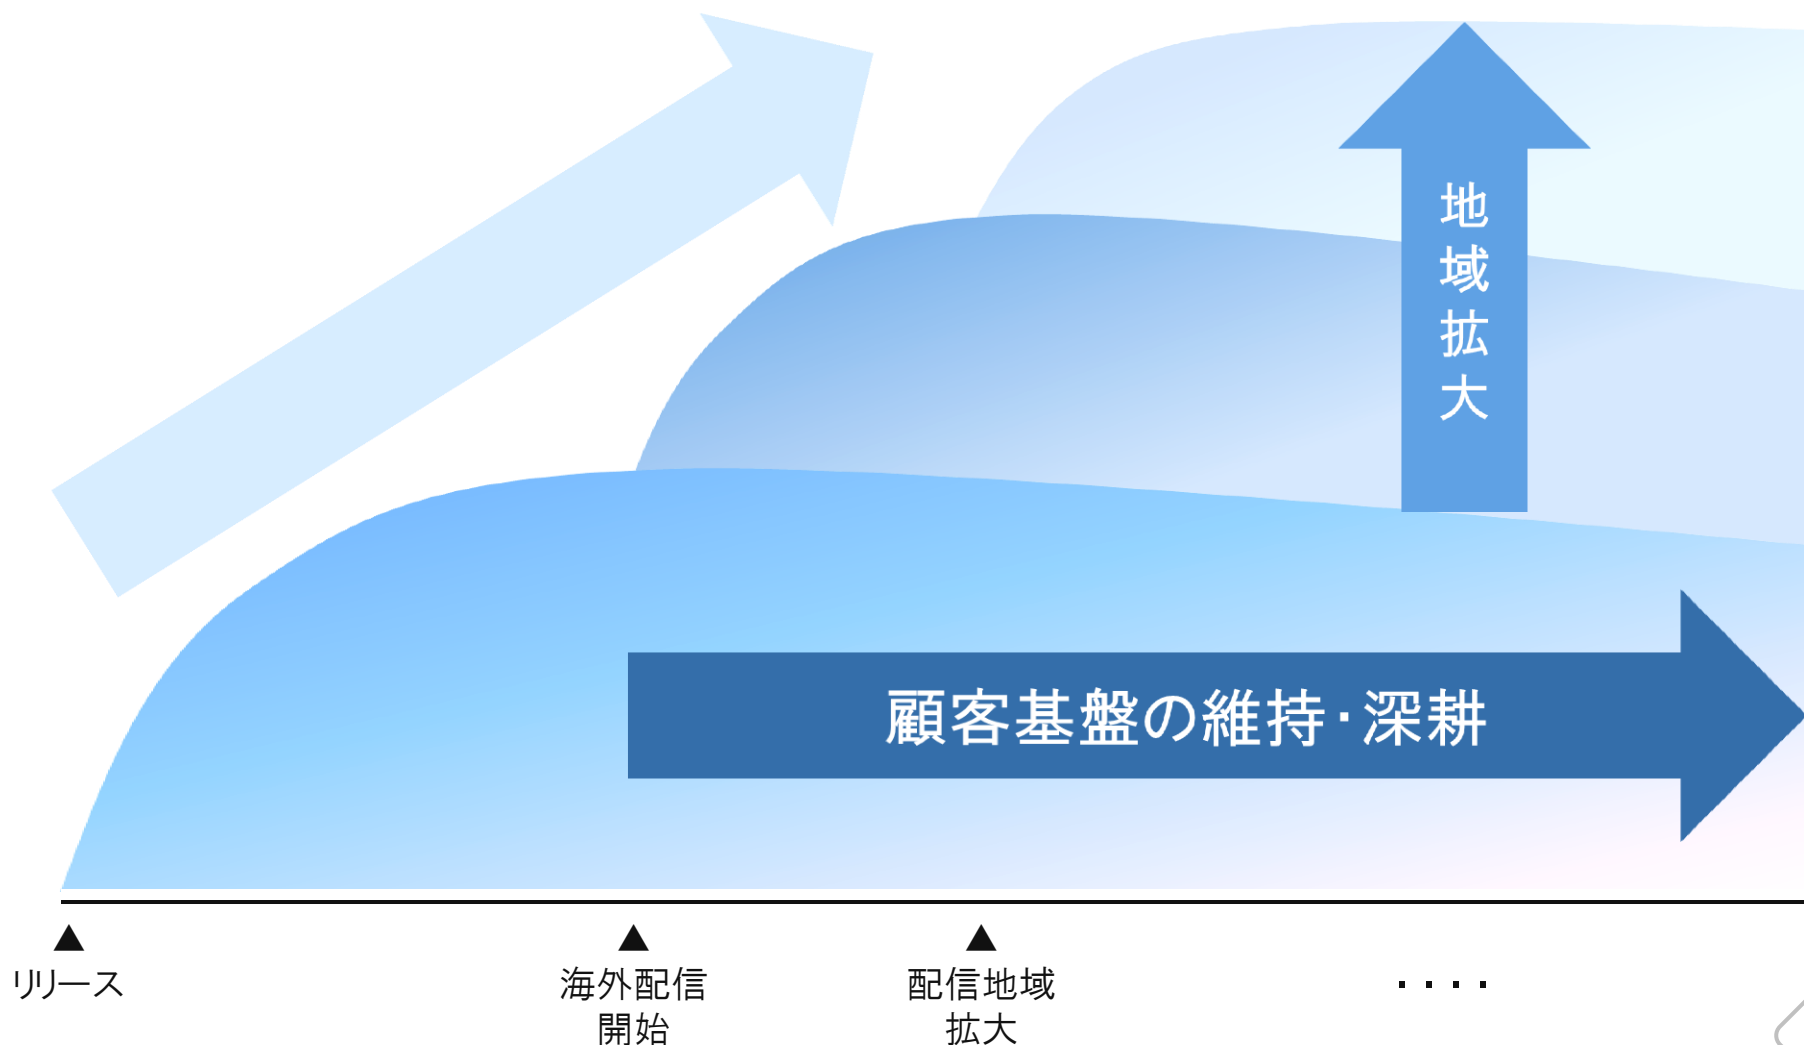 地域拡大
顧客基盤の維持・深耕
リリース
海外配信
開始
配信地域
拡大
・・・・